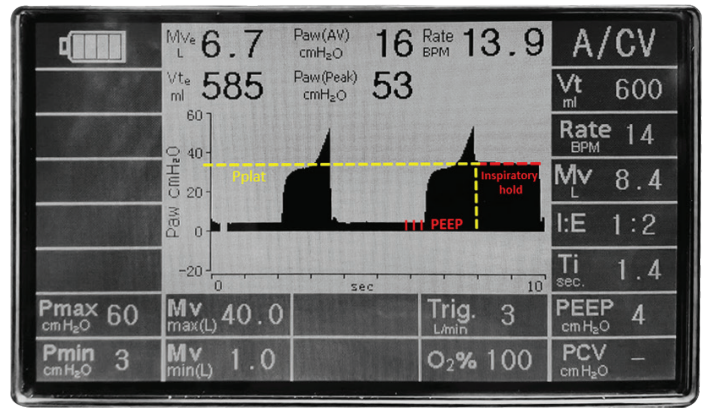 MVe L 6.7 Paw(AV) cmH2O 16 Rate BPM 13.9 A/CV
Vte ml 585 Paw(Peak) cmH2O 53
Vt ml 600
Rate BPM 14
Mv L 8.4
I:E 1:2
Ti sec. 1.4
Paw cmH2O
60
40
20
0
-20
Pplat
Inspiratory
hold
PEEP
0 sec 10
Pmax cmH2O 60 Mv max(L) 40.0 Trig. L/min 3 PEEP cmH2O 4
Pmin cmH2O 3 Mv min(L) 1.0 O2% 100 PCV cmH2O -